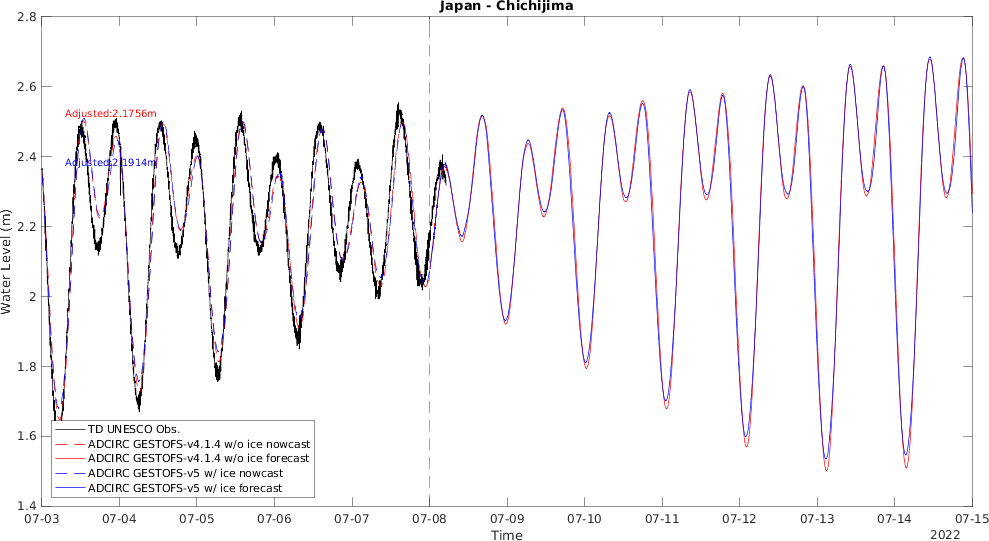 Japan - Chichijima
2.8
2.6
2.4
2.2
2
1.8
1.6
1.4
Water Level (m)
Adjusted:2.1756m
Adjusted:2.1914m
TD UNESCO Obs.
ADCIRC GESTOFS-v4.1.4 w/o ice nowcast
ADCIRC GESTOFS-v4.1.4 w/o ice forecast
ADCIRC GESTOFS-v5 w/ ice nowcast
ADCIRC GESTOFS-v5 w/ ice forecast
07-03 07-04 07-05 07-06 07-07 07-08 07-09 07-10 07-11 07-12 07-13 07-14 07-15
Time
2022